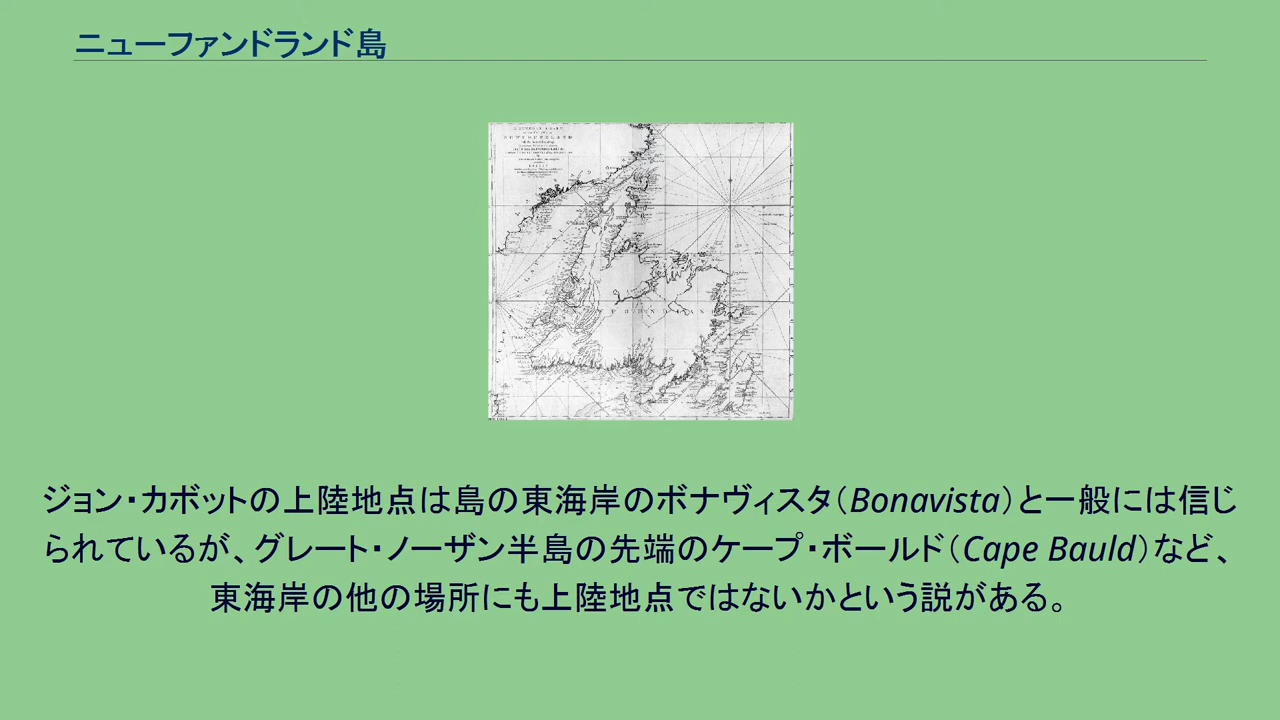 ニューファンドランド島
ジョン・カボットの上陸地点は島の東海岸のボナヴィスタ（Bonavista）と一般には信じ
られているが、グレート・ノーザン半島の先端のケープ・ボールド（Cape Bauld）など、
東海岸の他の場所にも上陸地点ではないかという説がある。